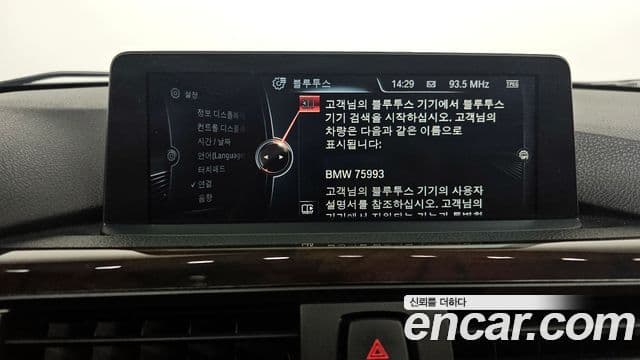 블루투스
14:29
93.5 MHz
TPEG
설정
정보 디스플레이
컨트롤 디스플
시간 / 날짜
언어(Language
터치패드
연결
음향
고객님의 블루투스 기기에서 블루투스
기기 검색을 시작하십시오. 고객님의
차량은 다음과 같은 이름으로
표시됩니다:
BMW 75993
고객님의 블루투스 기기의 사용자
설명서를 참조하십시오. 고객님의
신뢰를 더하다
encar.com